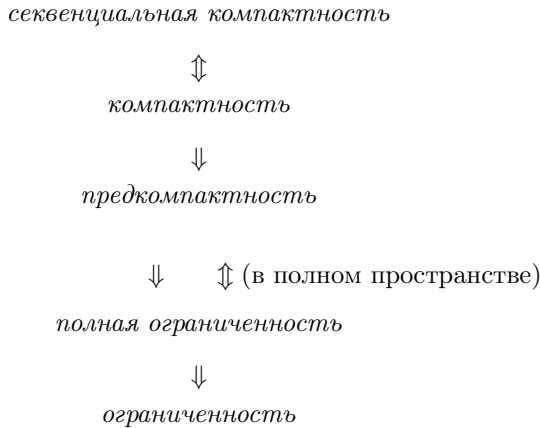 секвенциальная компактность
⇕
компактность
⇓
предкомпактность
⇓ ⇕ (в полном пространстве)
полная ограниченность
⇓
ограниченность